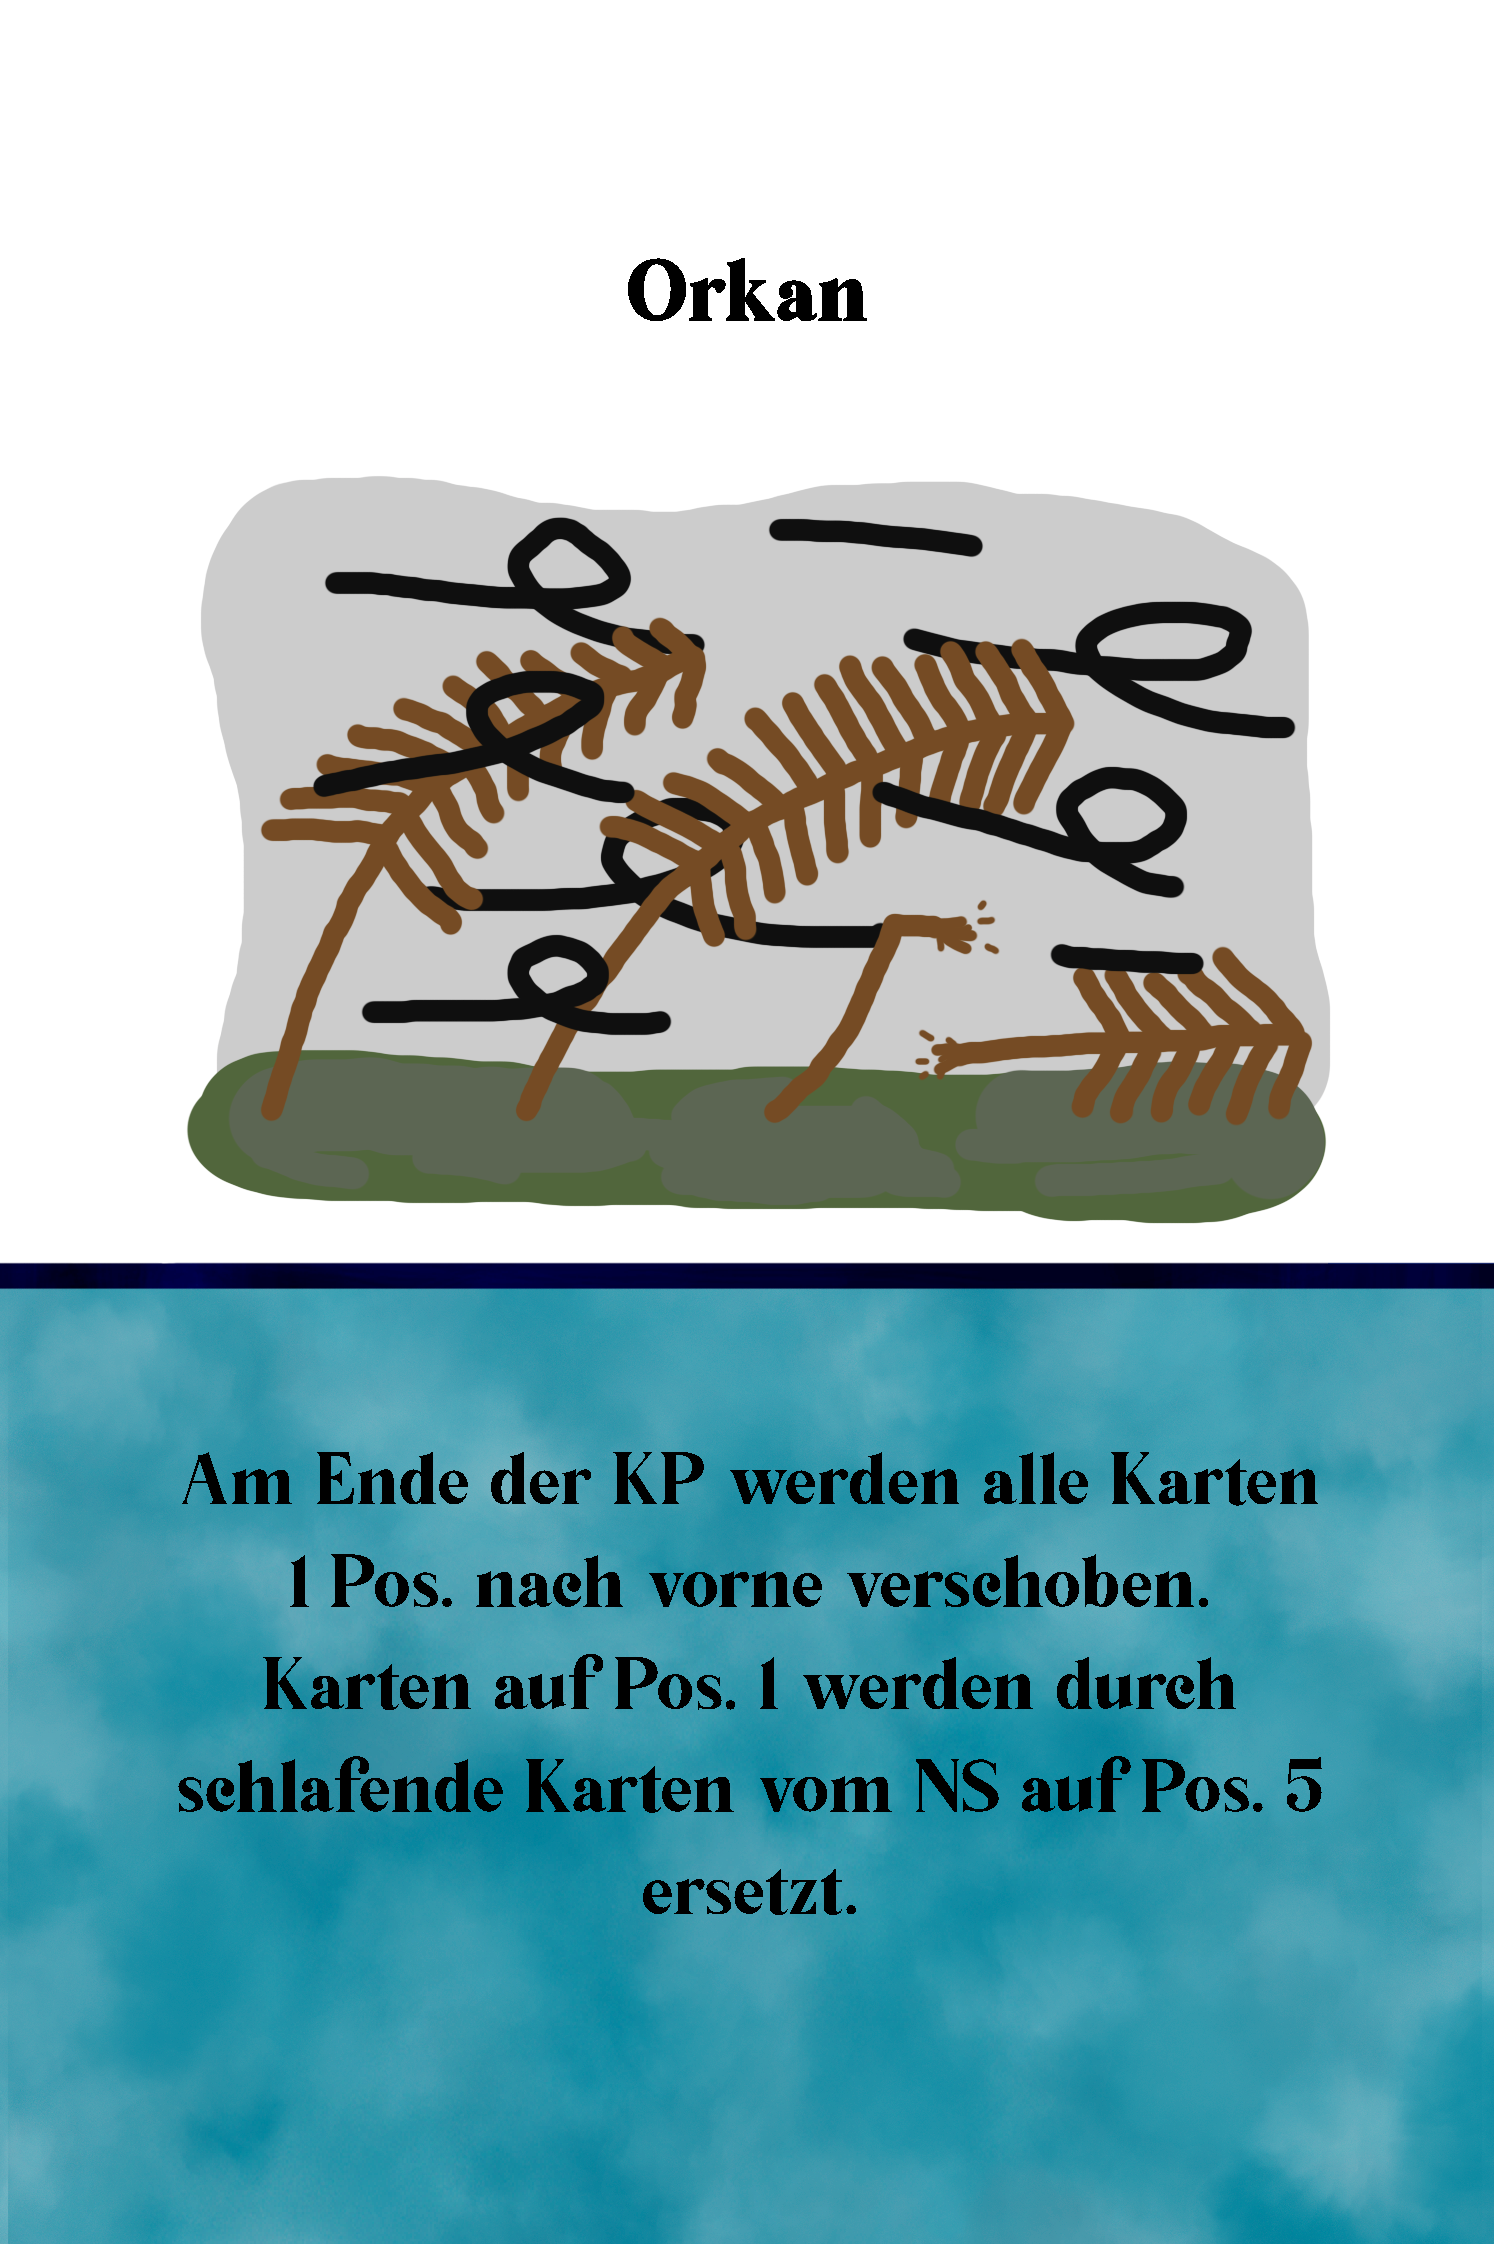 Orkan
Am Ende der KP werden alle Karten
1 Pos. nach vorne verschoben.
Karten auf Pos. 1 werden durch
schlafende Karten vom NS auf Pos. 5
ersetzt.